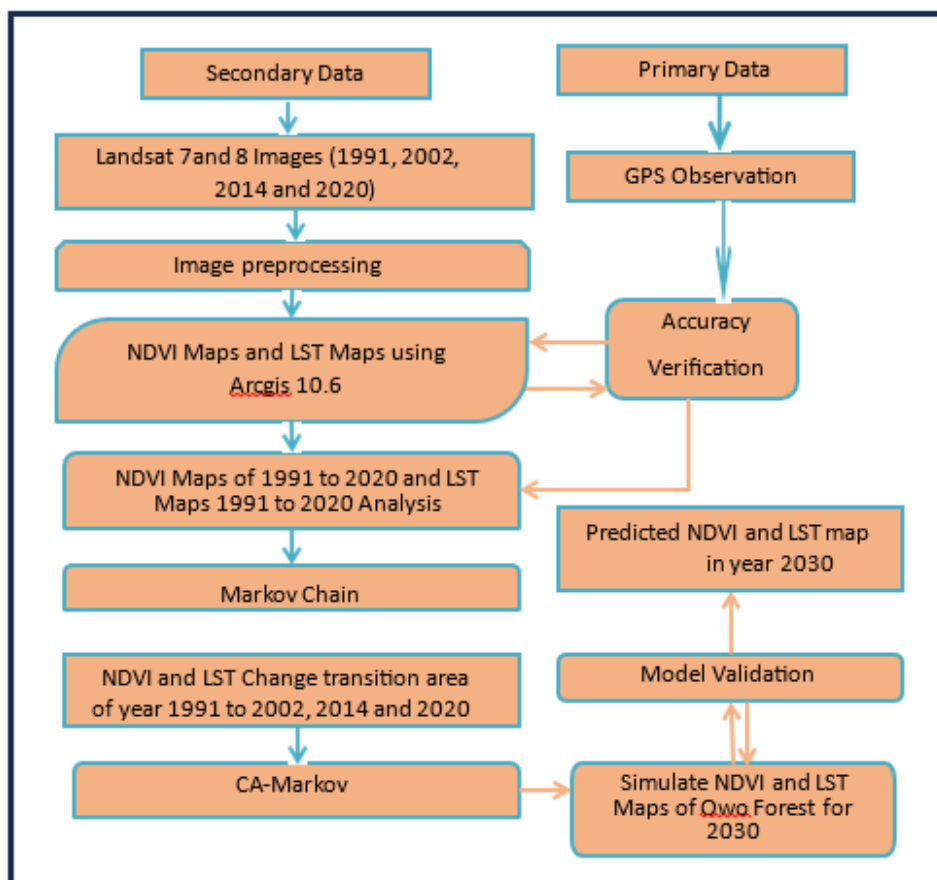 Secondary Data
Primary Data
Landsat 7and 8 Images (1991, 2002,
2014 and 2020)
GPS Observation
Image preprocessing
Accuracy
Verification
NDVI Maps and LST Maps using
Arcgis 10.6
NDVI Maps of 1991 to 2020 and LST
Maps 1991 to 2020 Analysis
Predicted NDVI and LST map
in year 2030
Markov Chain
NDVI and LST Change transition area
of year 1991 to 2002, 2014 and 2020
Model Validation
CA-Markov
Simulate NDVI and LST
Maps of Owo Forest for
2030